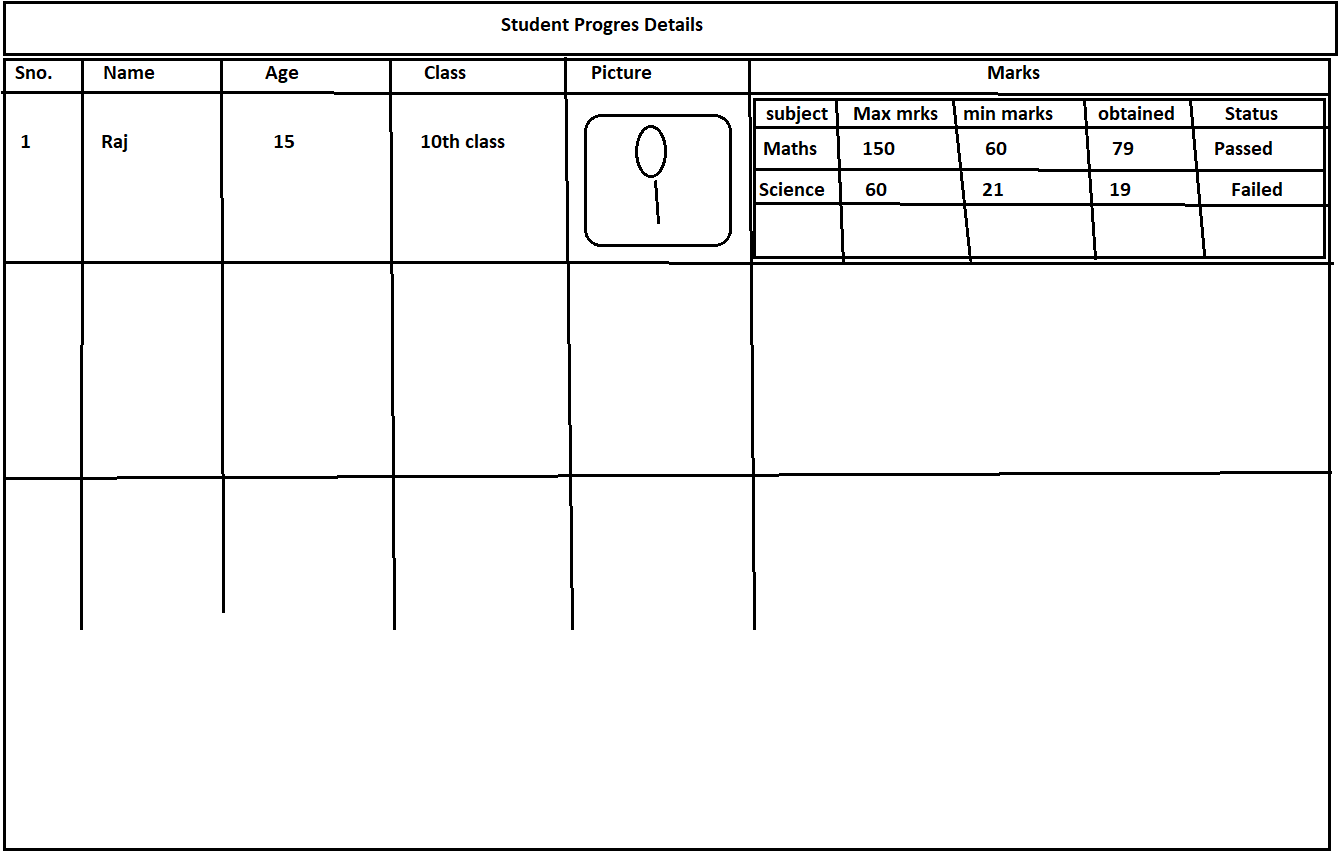 Student Progres Details
Sno. Name Age Class Picture Marks
subject Max mrks min marks obtained Status
1 Raj 15 10th class
Maths 150 60 79 Passed
Science 60 21 19 Failed